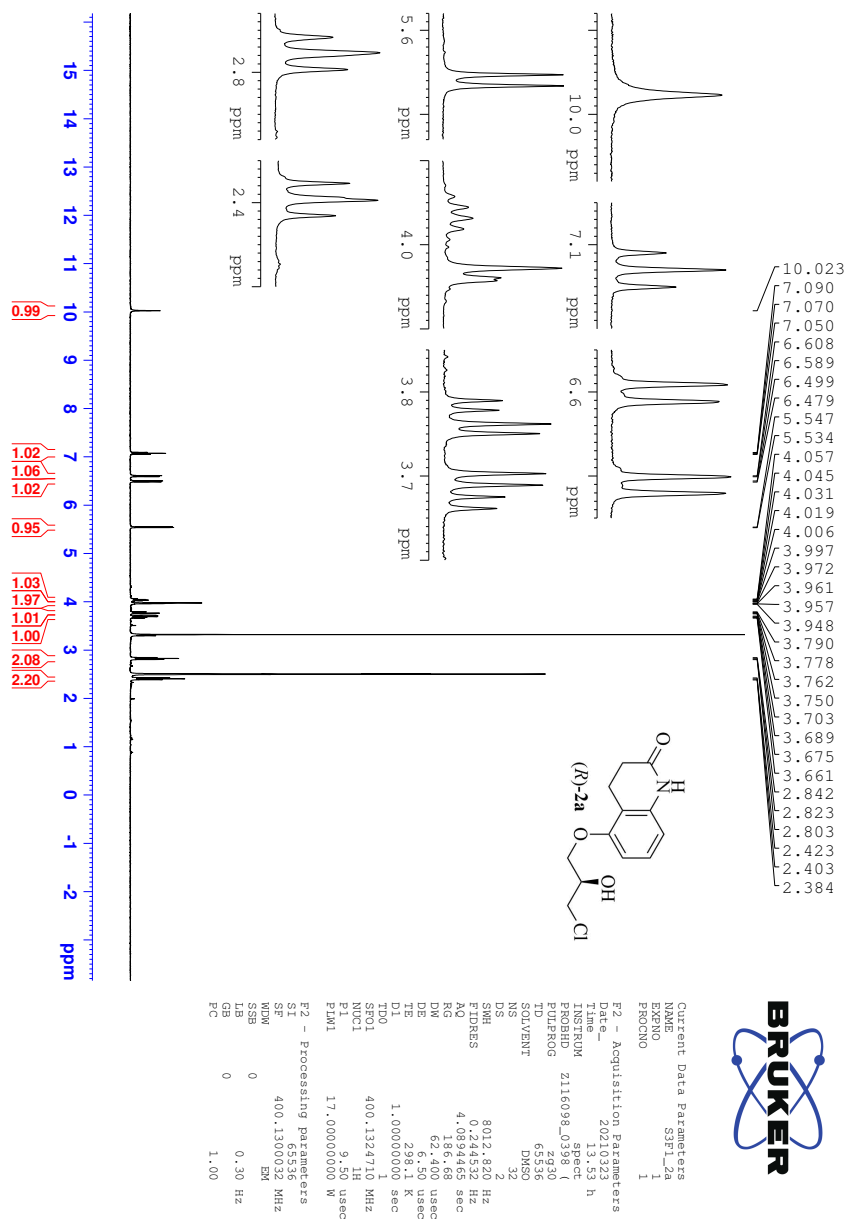 10.023
7.090
7.070
7.050
6.608
6.589
6.499
6.479
5.547
5.534
4.057
4.045
4.031
4.019
4.006
3.997
3.972
3.961
3.957
3.948
3.790
3.778
3.762
3.750
3.703
3.689
3.675
3.661
2.842
2.823
2.803
2.423
2.403
2.384
10.0 ppm
7.1 ppm
6.6 ppm
5.6 ppm
4.0 ppm
3.8 3.7 ppm
2.8 ppm
2.4 ppm
O
N
H
O
OH
Cl
(R)-2a
15 14 13 12 11 10 9 8 7 6 5 4 3 2 1 0 -1 -2 ppm
0.99
1.02
1.06
1.02
0.95
1.03
1.97
1.01
1.00
2.08
2.20
BRUKER
Current Data Parameters
NAME S3F1_2a
EXPNO 1
PROCNO 1
F2 - Acquisition Parameters
Date_ 20210323
Time 13.53 h
INSTRUM spect
PROBHD Z116098_0398 (
PULPROG zg30
TD 65536
SOLVENT DMSO
NS 32
DS 2
SWH 8012.820 Hz
FIDRES 0.244532 Hz
AQ 4.0894465 sec
RG 186.468
DW 62.400 usec
DE 6.50 usec
TE 298.1 K
D1 1.00000000 sec
TD0 1
SFO1 400.1324710 MHz
NUC1 1H
P1 9.50 usec
PLW1 17.00000000 W
F2 - Processing parameters
SI 65536
SF 400.1300032 MHz
WDW EM
SSB 0
LB 0.30 Hz
GB 0
PC 1.00